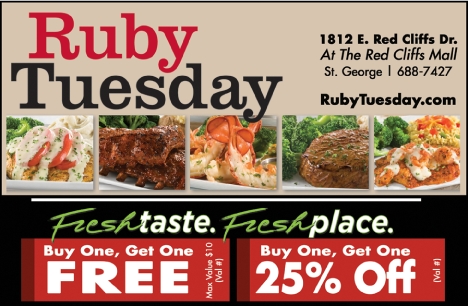 Ruby
Tuesday
1812 E. Red Cliffs Dr.
At The Red Cliffs Mall
St. George | 688-7427
RubyTuesday.com
Freshtaste. Freshplace.
Buy One, Get One
FREE
Max Value $10
(Val #)
Buy One, Get One
25% Off
(Val #)